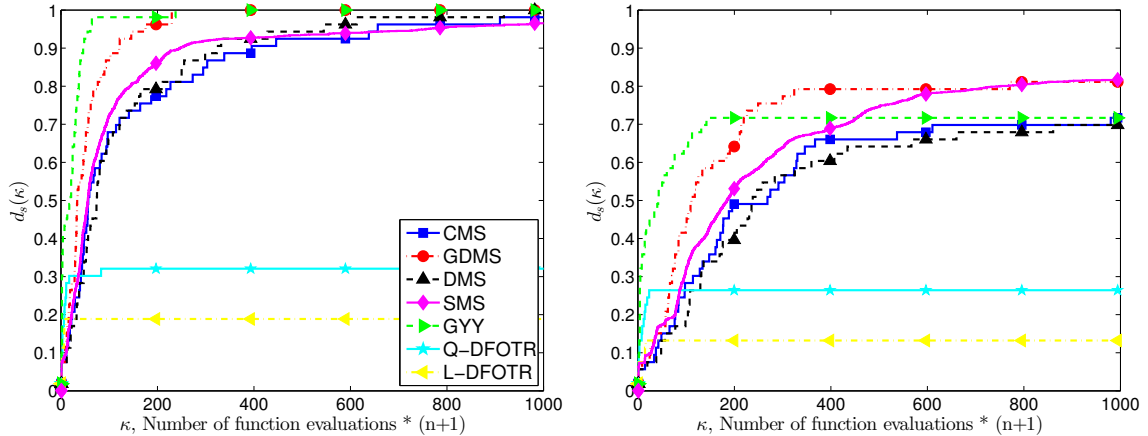 1
0.9
0.8
0.7
0.6
0.5
0.4
0.3
0.2
0.1
0
d_s(κ)
0 200 400 600 800 1000
κ, Number of function evaluations * (n+1)
CMS
GDMS
DMS
SMS
GYY
Q−DFOTR
L−DFOTR
1
0.9
0.8
0.7
0.6
0.5
0.4
0.3
0.2
0.1
0
d_s(κ)
0 200 400 600 800 1000
κ, Number of function evaluations * (n+1)